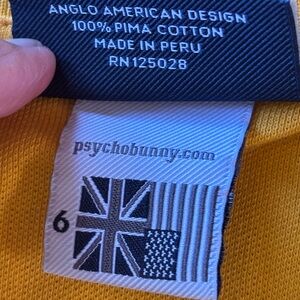 ANGLO AMERICAN DESIGN
100% PIMA COTTON
MADE IN PERU
RN125028
psychobunny.com
6